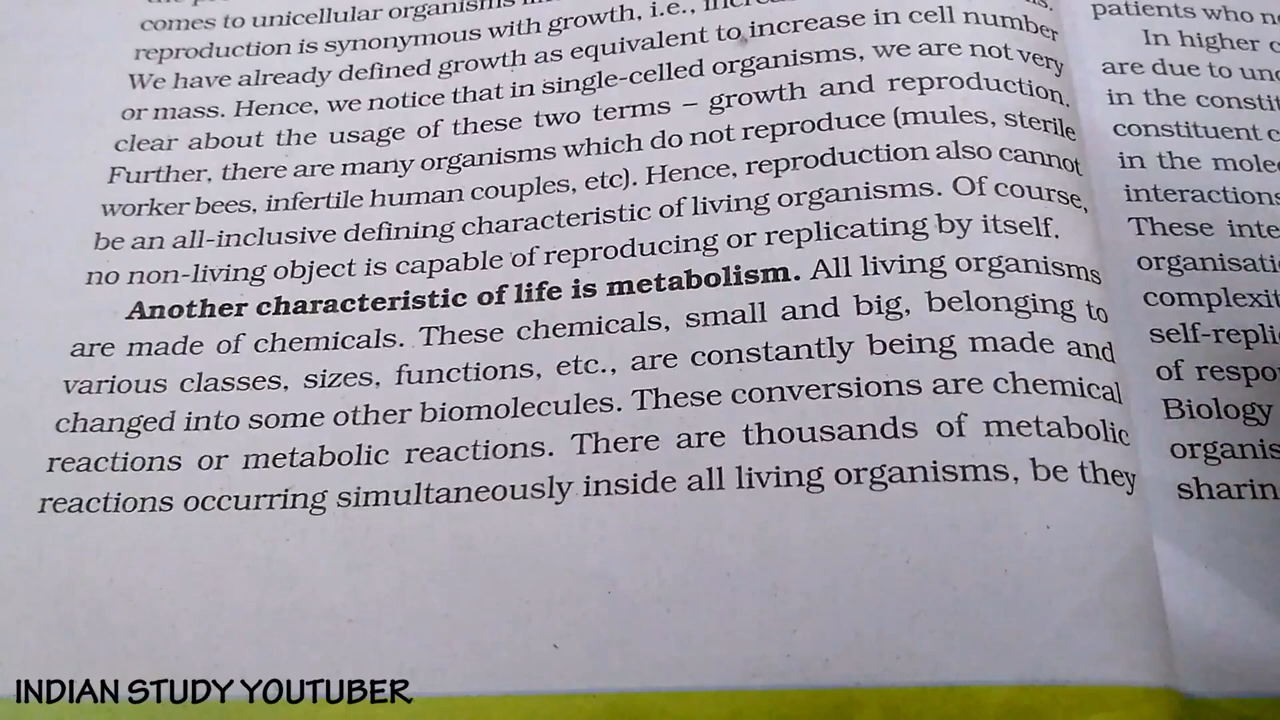 comes to unicellular organisms
reproduction is synonymous with growth, i.e.,
We have already defined growth as equivalent to increase in cell number
or mass. Hence, we notice that in single-celled organisms, we are not very
clear about the usage of these two terms – growth and reproduction.
Further, there are many organisms which do not reproduce (mules, sterile
worker bees, infertile human couples, etc). Hence, reproduction also cannot
be an all-inclusive defining characteristic of living organisms. Of course,
no non-living object is capable of reproducing or replicating by itself.
Another characteristic of life is metabolism. All living organisms
are made of chemicals. These chemicals, small and big, belonging to
various classes, sizes, functions, etc., are constantly being made and
changed into some other biomolecules. These conversions are chemical
reactions or metabolic reactions. There are thousands of metabolic
reactions occurring simultaneously inside all living organisms, be they
patients who
In higher
are due to
in the
constituent
in the
interactions
These
of
Biology
INDIAN STUDY YOUTUBER